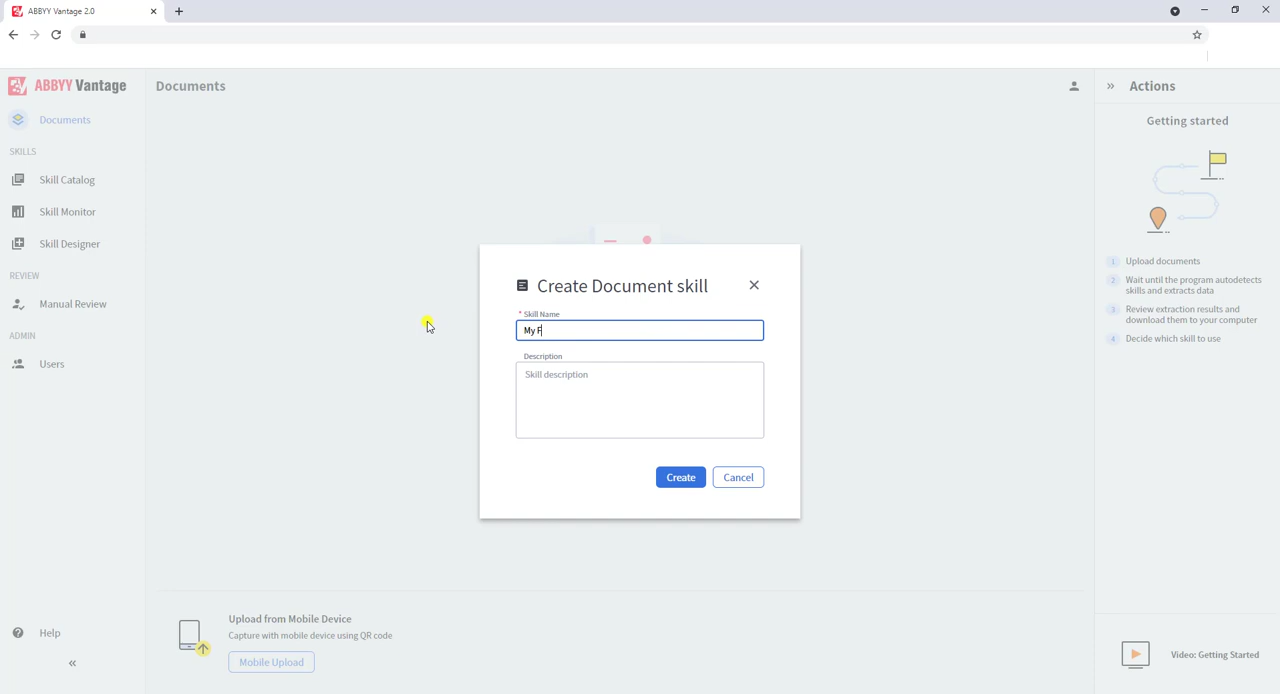 ABBYY Vantage 2.0
ABBYY Vantage
Documents
SKILLS
Skill Catalog
Skill Monitor
Skill Designer
REVIEW
Manual Review
ADMIN
Users
Help
Documents
Create Document skill
* Skill Name
My F
Description
Skill description
Create
Cancel
Upload from Mobile Device
Capture with mobile device using QR code
Mobile Upload
Actions
Getting started
1 Upload documents
2 Wait until the program autodetects
skills and extracts data
3 Review extraction results and
download them to your computer
4 Decide which skill to use
Video: Getting Started